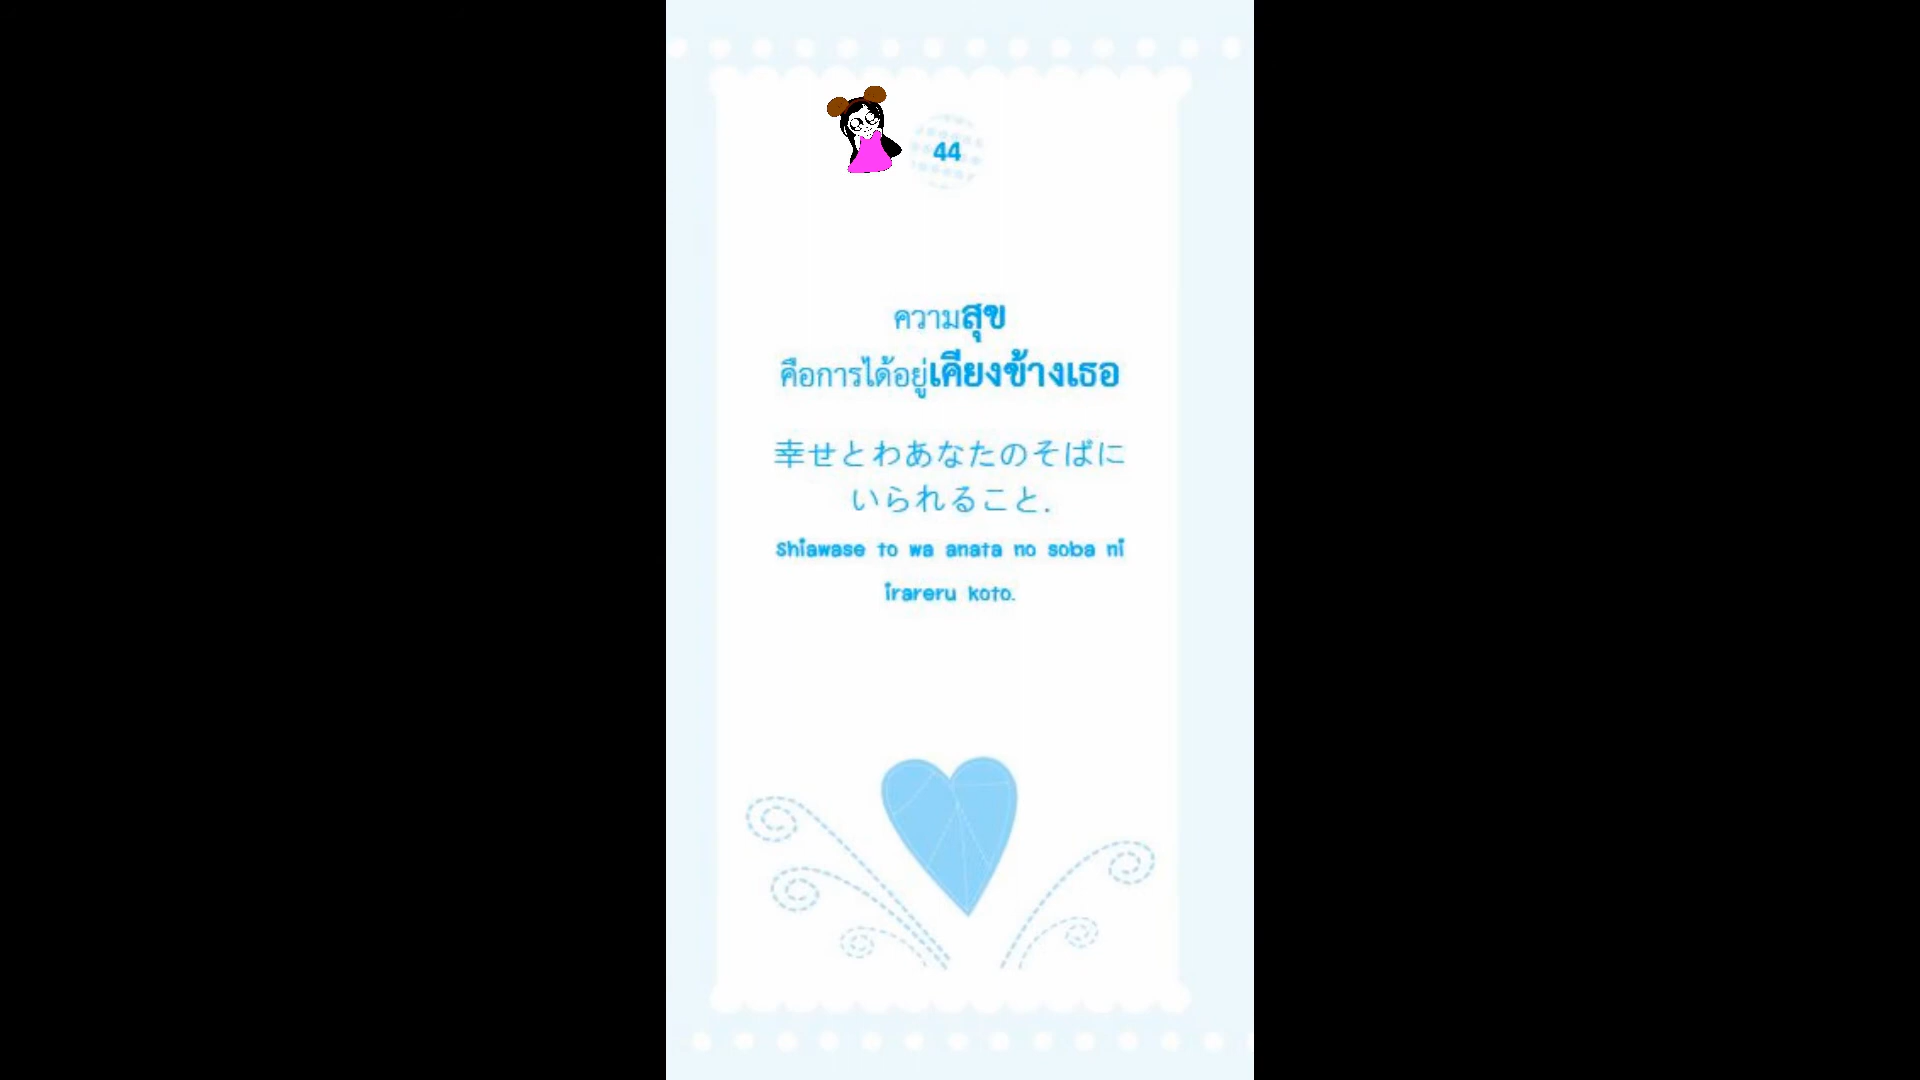 44
ความสุข
คือการได้อยู่เคียงข้างเธอ
幸せとわあなたのそばに
いられること.
Shiawase to wa anata no soba ni
irareru koto.